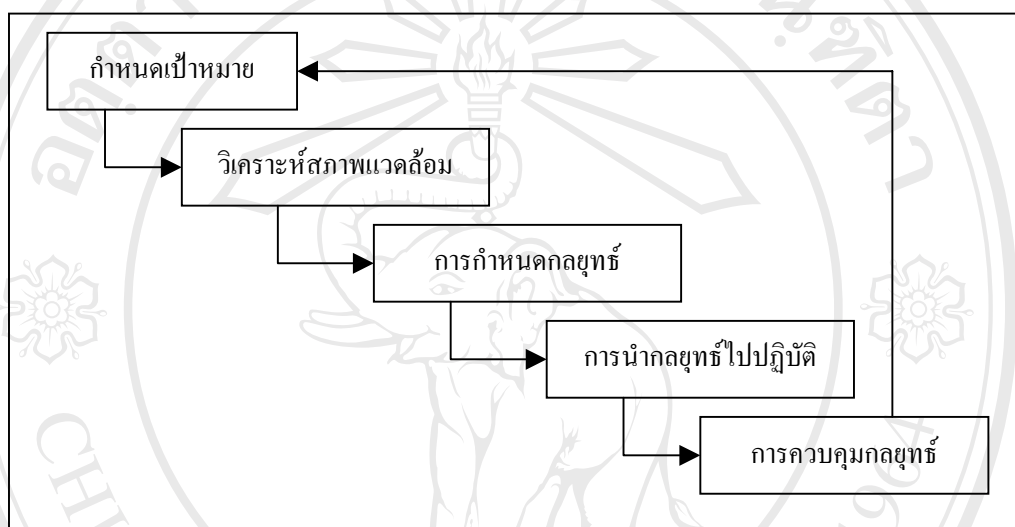 กำหนดเป้าหมาย
วิเคราะห์สภาพแวดล้อม
การกำหนดกลยุทธ์
การนำกลยุทธ์ไปปฏิบัติ
การควบคุมกลยุทธ์